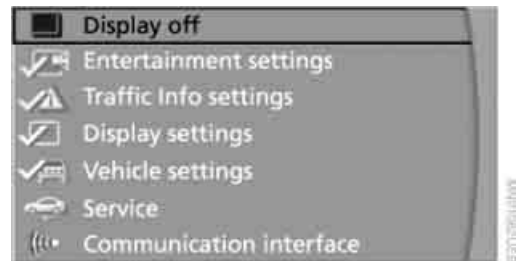 Display off
Entertainment settings
Traffic Info settings
Display settings
Vehicle settings
Service
Communication interface